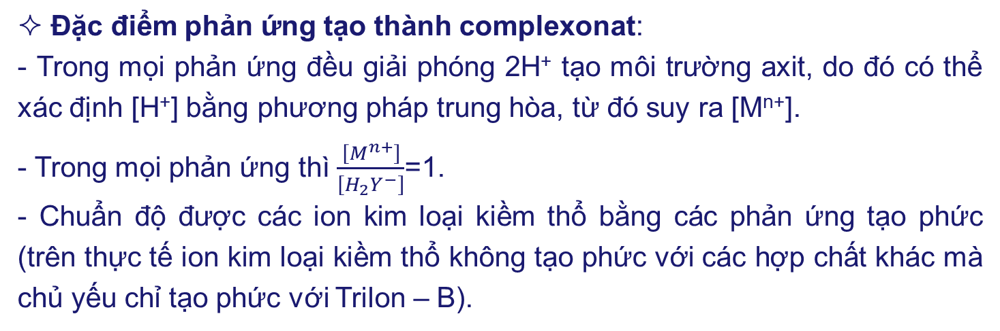 ✧ Đặc điểm phản ứng tạo thành complexonat:
- Trong mọi phản ứng đều giải phóng 2H⁺ tạo môi trường axit, do đó có thể
xác định [H⁺] bằng phương pháp trung hòa, từ đó suy ra [Mⁿ⁺].
- Trong mọi phản ứng thì \frac{[M^{n+}]}{[H_2Y^-]}=1.
- Chuẩn độ được các ion kim loại kiềm thổ bằng các phản ứng tạo phức
(trên thực tế ion kim loại kiềm thổ không tạo phức với các hợp chất khác mà
chủ yếu chỉ tạo phức với Trilon – B).